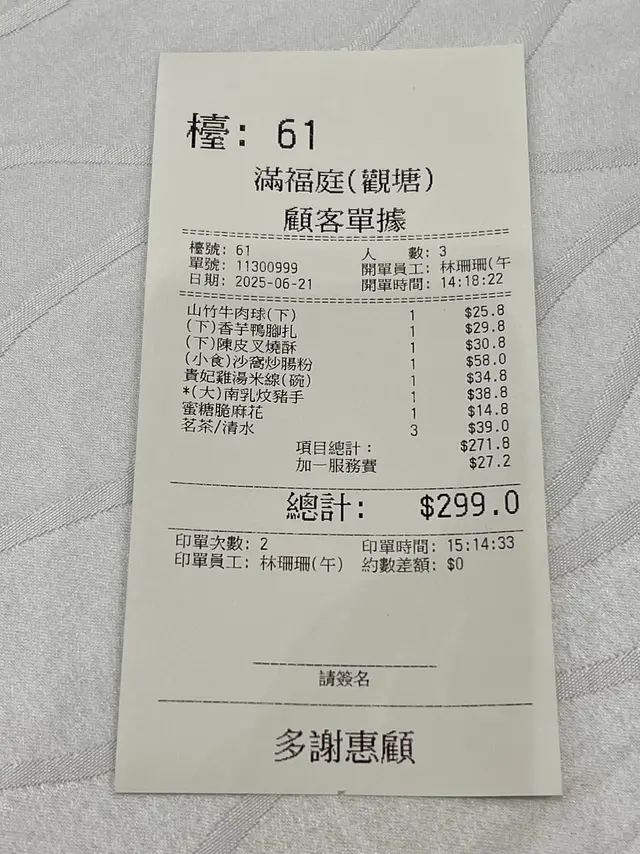 檯: 61
滿福庭(觀塘)
顧客單據
檯號: 61 人 數: 3
單號: 11300999 開單員工: 林珊珊(午
日期: 2025-06-21 開單時間: 14:18:22
山竹牛肉球(下) 1 $25.8
(下)香芋鴨腳扎 1 $29.8
(下)陳皮叉燒酥 1 $30.8
(小食)沙窩炒腸粉 1 $58.0
貴妃雞湯米線(碗) 1 $34.8
*(大)南乳炆豬手 1 $38.8
蜜糖脆麻花 1 $14.8
茗茶/清水 3 $39.0
項目總計: $271.8
加一服務費 $27.2
總計: $299.0
印單次數: 2 印單時間: 15:14:33
印單員工: 林珊珊(午) 約數差額: $0
請簽名
多謝惠顧